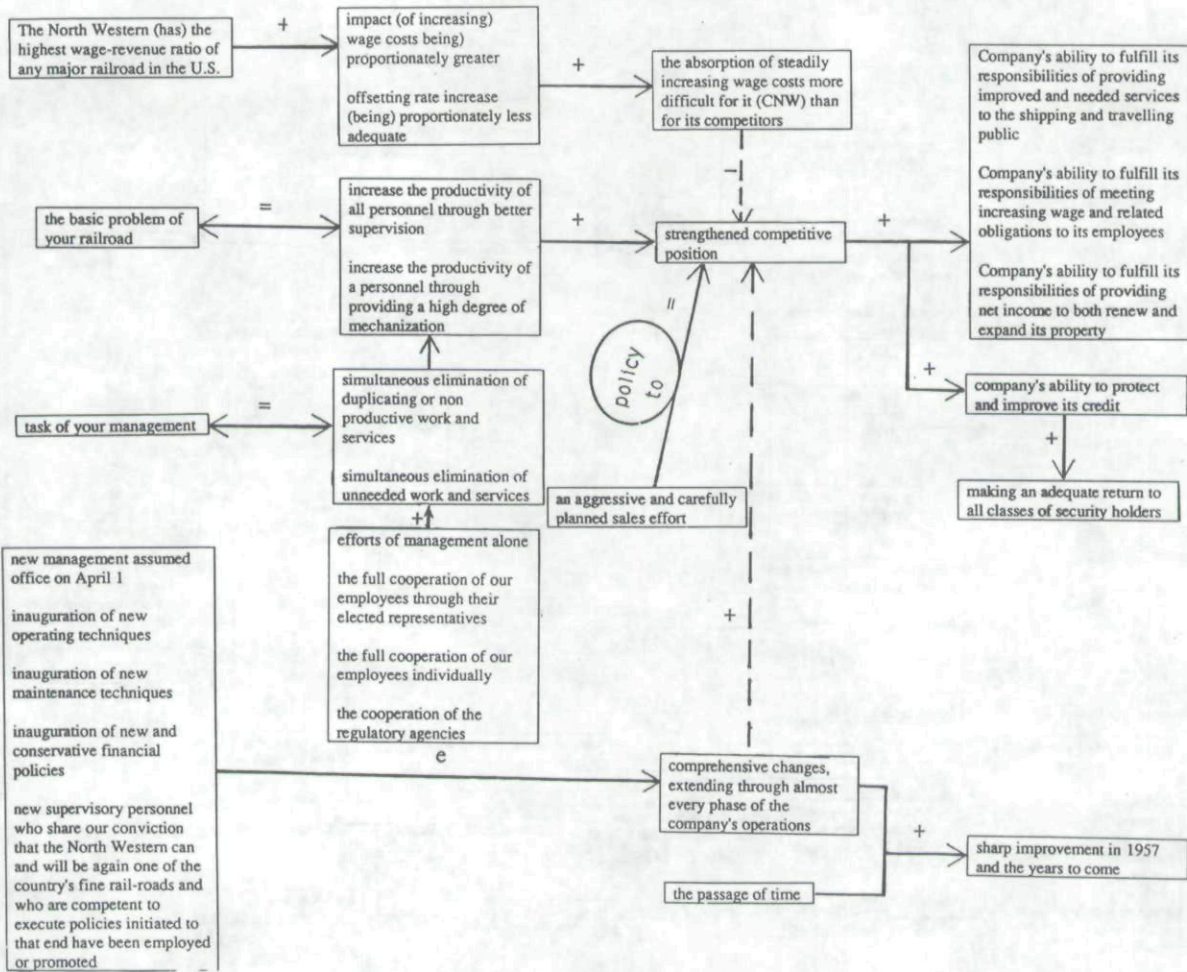 The North Western (has) the
highest wage-revenue ratio of
any major railroad in the U.S.
+
impact (of increasing
wage costs being)
proportionately greater
offsetting rate increase
(being) proportionately less
adequate
+
the absorption of steadily
increasing wage costs more
difficult for it (CNW) than
for its competitors
–
Company's ability to fulfill its
responsibilities of providing
improved and needed services
to the shipping and travelling
public
Company's ability to fulfill its
responsibilities of meeting
increasing wage and related
obligations to its employees
Company's ability to fulfill its
responsibilities of providing
net income to both renew and
expand its property
the basic problem of
your railroad
=
increase the productivity of
all personnel through better
supervision
increase the productivity of
a personnel through
providing a high degree of
mechanization
+
strengthened competitive
position
+
=
policy
to
+
company's ability to protect
and improve its credit
+
making an adequate return to
all classes of security holders
task of your management
=
simultaneous elimination of
duplicating or non
productive work and
services
simultaneous elimination of
unneeded work and services
an aggressive and carefully
planned sales effort
+
efforts of management alone
the full cooperation of our
employees through their
elected representatives
the full cooperation of our
employees individually
the cooperation of the
regulatory agencies
+
new management assumed
office on April 1
inauguration of new
operating techniques
inauguration of new
maintenance techniques
inauguration of new and
conservative financial
policies
new supervisory personnel
who share our conviction
that the North Western can
and will be again one of the
country's fine rail-roads and
who are competent to
execute policies initiated to
that end have been employed
or promoted
e
comprehensive changes,
extending through almost
every phase of the
company's operations
the passage of time
+
sharp improvement in 1957
and the years to come